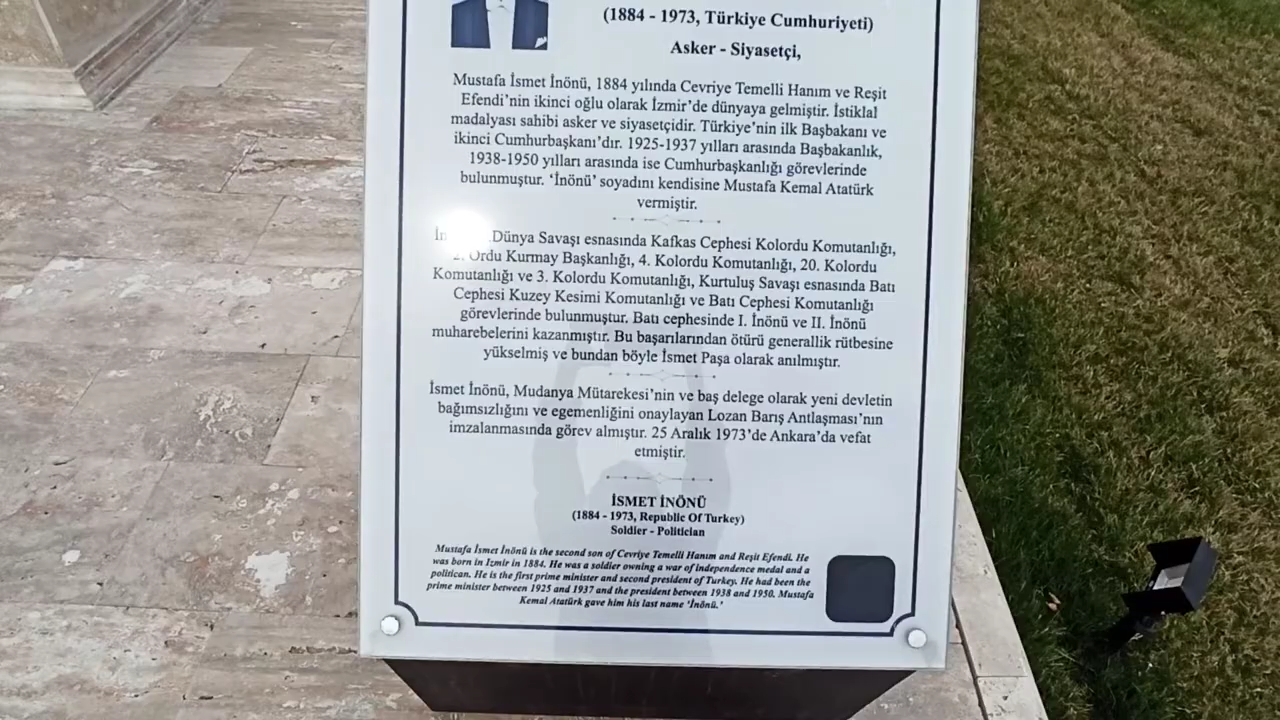 (1884 - 1973, Türkiye Cumhuriyeti)
Asker - Siyasetçi,
Mustafa İsmet İnönü, 1884 yılında Cevriye Temelli Hanım ve Reşit
Efendi'nin ikinci oğlu olarak İzmir'de dünyaya gelmiştir. İstiklal
madalyası sahibi asker ve siyasetçidir. Türkiye'nin ilk Başbakanı ve
ikinci Cumhurbaşkanı'dır. 1925-1937 yılları arasında Başbakanlık,
1938-1950 yılları arasında ise Cumhurbaşkanlığı görevlerinde
bulunmuştur. 'İnönü' soyadını kendisine Mustafa Kemal Atatürk
vermiştir.
Dünya Savaşı esnasında Kafkas Cephesi Kolordu Komutanlığı,
2. Ordu Kurmay Başkanlığı, 4. Kolordu Komutanlığı, 20. Kolordu
Komutanlığı ve 3. Kolordu Komutanlığı, Kurtuluş Savaşı esnasında Batı
Cephesi Kuzey Kesimi Komutanlığı ve Batı Cephesi Komutanlığı
görevlerinde bulunmuştur. Batı cephesinde I. İnönü ve II. İnönü
muharebelerini kazanmıştır. Bu başarılarından ötürü generallik rütbesine
yükselmiş ve bundan böyle İsmet Paşa olarak anılmıştır.
İsmet İnönü, Mudanya Mütarekesi'nin ve baş delege olarak yeni devletin
bağımsızlığını ve egemenliğini onaylayan Lozan Barış Antlaşması'nın
imzalanmasında görev almıştır. 25 Aralık 1973'de Ankara'da vefat
etmiştir.
İSMET İNÖNÜ
(1884 - 1973, Republic Of Turkey)
Soldier - Politician
Mustafa İsmet İnönü is the second son of Cevriye Temelli Hanım and Reşit Efendi. He
was born in Izmir in 1884. He was a soldier owning a war of independence medal and a
politican. He is the first prime minister and second president of Turkey. He had been the
prime minister between 1925 and 1937 and the president between 1938 and 1950. Mustafa
Kemal Atatürk gave him his last name 'İnönü.'